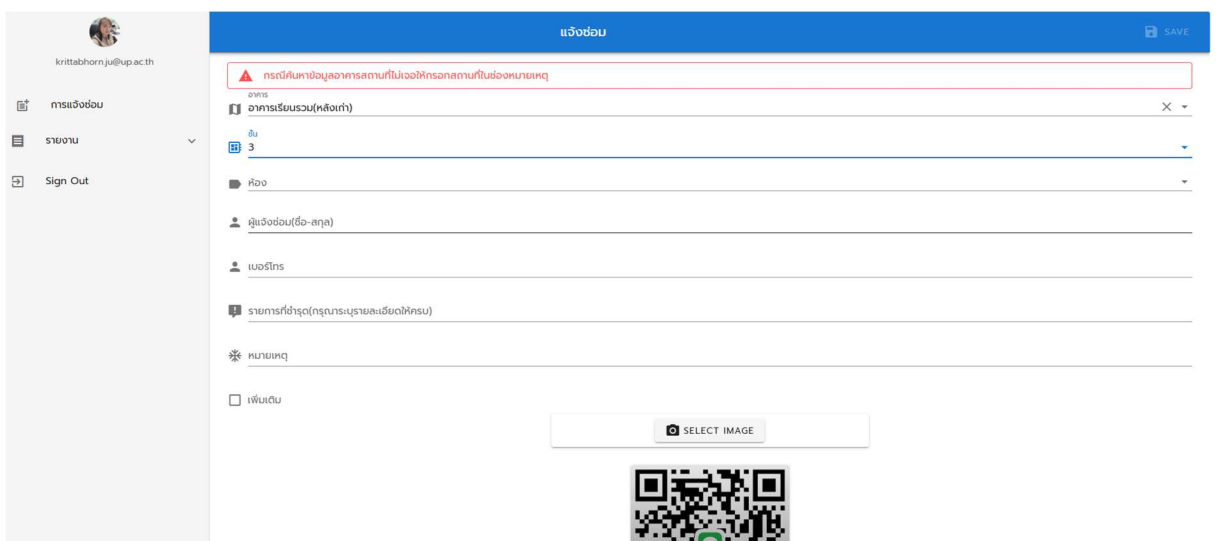 แจ้งซ่อม
SAVE
krittabhorn.ju@up.ac.th
การแจ้งซ่อม
รายงาน
Sign Out
กรณีค้นหาข้อมูลอาคารสถานที่ไม่เจอให้กรอกสถานที่ในช่องหมายเหตุ
อาคาร
อาคารเรียนรวม(หลังเก่า)
ชั้น
3
ห้อง
ผู้แจ้งซ่อม(ชื่อ-สกุล)
เบอร์โทร
รายการที่ชำรุด(กรุณาระบุรายละเอียดให้ครบ)
หมายเหตุ
เพิ่มเติม
SELECT IMAGE